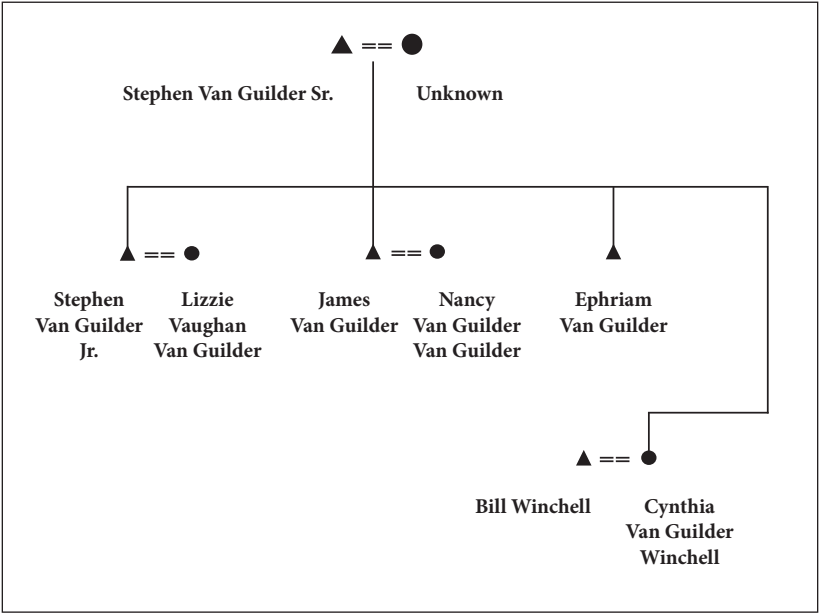 Stephen Van Guilder Sr.
Unknown
Stephen
Van Guilder
Jr.
Lizzie
Vaughan
Van Guilder
James
Van Guilder
Nancy
Van Guilder
Van Guilder
Ephriam
Van Guilder
Bill Winchell
Cynthia
Van Guilder
Winchell